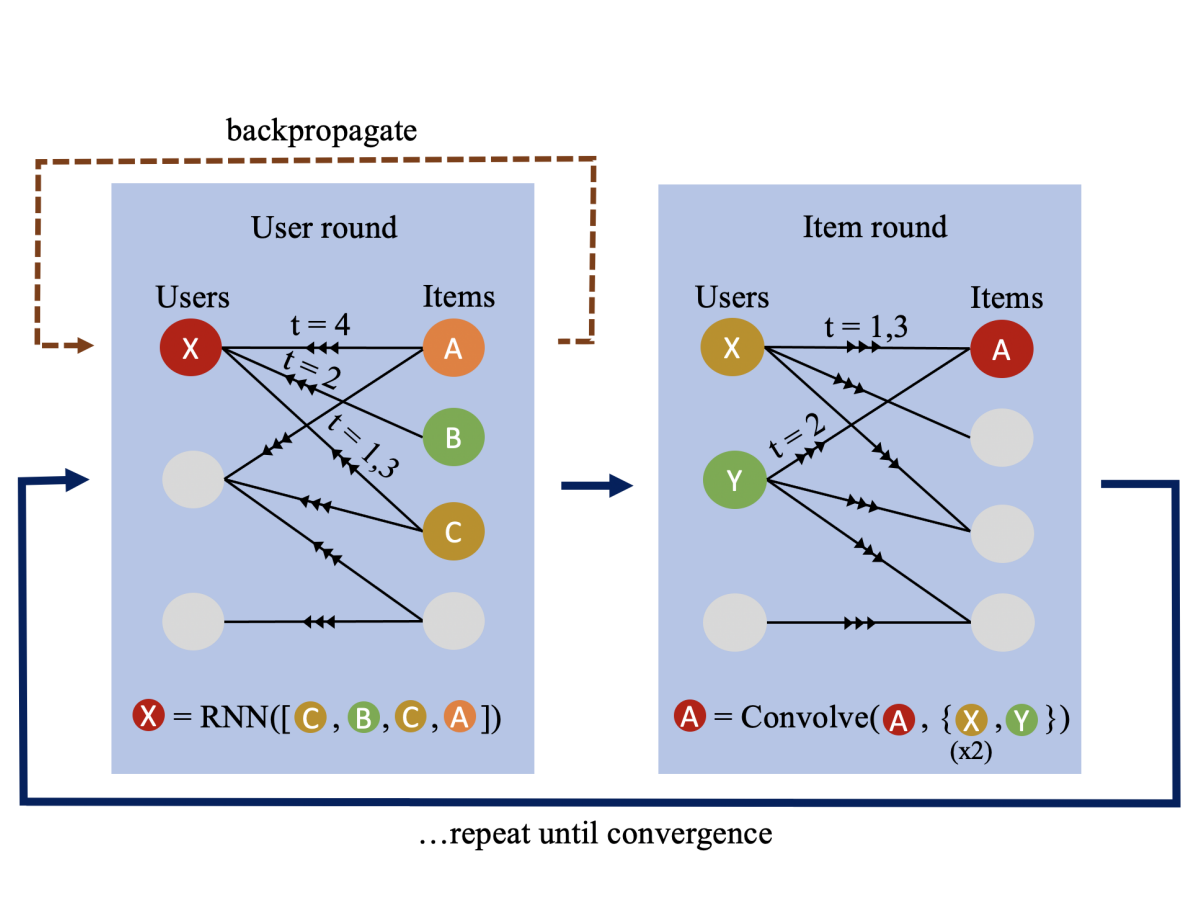 backpropagate
User round
Users
Items
t = 4
X
A
t = 2
B
t = 1,3
C
X = RNN([ C , B , C , A ])
Item round
Users
Items
t = 1,3
X
A
t = 2
Y
A = Convolve( A , { X , Y })
(x2)
…repeat until convergence